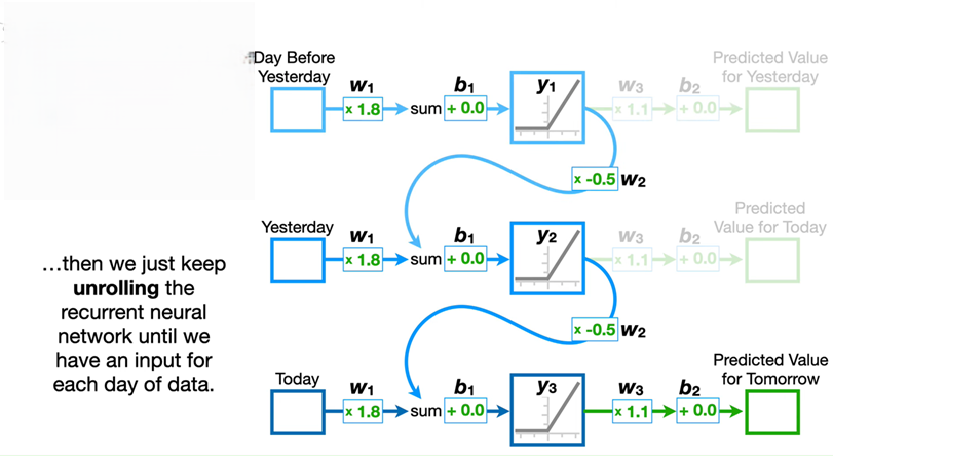 Day Before
Yesterday
w1
x 1.8
sum
b1
+ 0.0
y1
w3
x 1.1
b2
+ 0.0
Predicted Value
for Yesterday
x -0.5 w2
Yesterday
w1
x 1.8
sum
b1
+ 0.0
y2
w3
x 1.1
b2
+ 0.0
Predicted
Value for Today
x -0.5 w2
...then we just keep
unrolling the
recurrent neural
network until we
have an input for
each day of data.
Today
w1
x 1.8
sum
b1
+ 0.0
y3
w3
x 1.1
b2
+ 0.0
Predicted Value
for Tomorrow